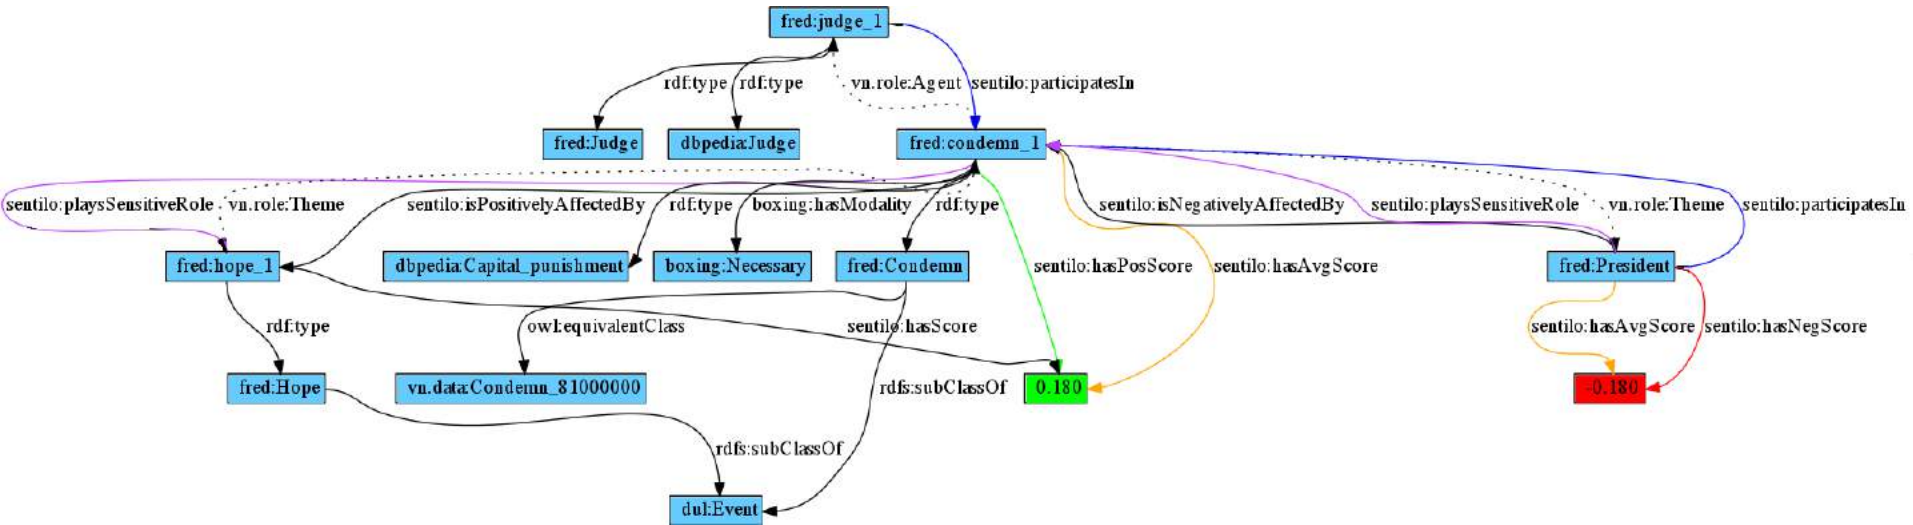 fred:judge_1
rdf:type rdf:type vn.role:Agent sentilo:participatesIn
fred:Judge dbpedia:Judge fred:condemn_1
sentilo:playsSensitiveRole vn.role:Theme sentilo:isPositivelyAffectedBy rdf:type boxing:hasModality rdf:type sentilo:isNegativelyAffectedBy sentilo:playsSensitiveRole vn.role:Theme sentilo:participatesIn
fred:hope_1 dbpedia:Capital_punishment boxing:Necessary fred:Condemn sentilo:hasPosScore sentilo:hasAvgScore fred:President
rdf:type owl:equivalentClass sentilo:hasScore sentilo:hasAvgScore sentilo:hasNegScore
fred:Hope vn.data:Condemn_81000000 rdfs:subClassOf 0.180 -0.180
rdfs:subClassOf
dul:Event